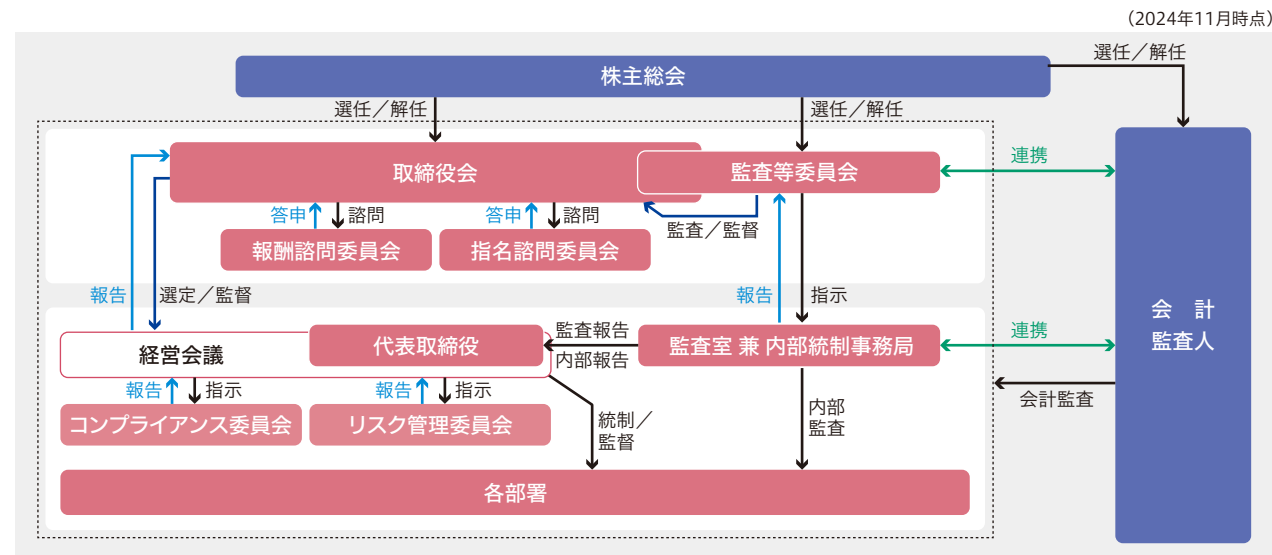 （2024年11月時点）
選任／解任
株主総会
選任／解任
選任／解任
連携
取締役会
監査等委員会
答申
諮問
答申
諮問
監査／監督
報酬諮問委員会
指名諮問委員会
報告
選定／監督
報告
指示
会 計
監査人
監査報告
連携
経営会議
代表取締役
監査室 兼 内部統制事務局
内部報告
報告
指示
報告
指示
会計監査
コンプライアンス委員会
リスク管理委員会
統制／
監督
内部
監査
各部署